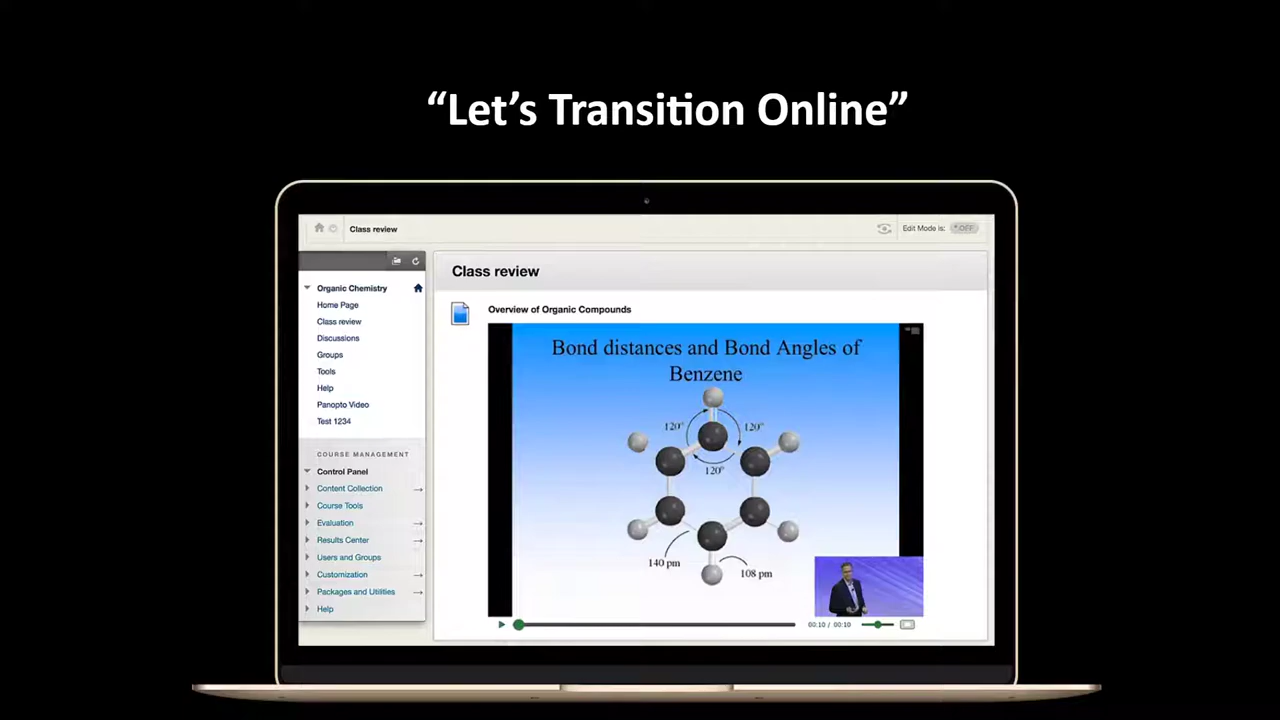 “Let’s Transition Online”
Class review
Edit Mode is:
OFF
Organic Chemistry
Home Page
Class review
Discussions
Groups
Tools
Help
Panopto Video
Test 1234
COURSE MANAGEMENT
Control Panel
Content Collection
Course Tools
Evaluation
Results Center
Users and Groups
Customization
Packages and Utilities
Help
Class review
Overview of Organic Compounds
Bond distances and Bond Angles of
Benzene
120°
120°
120°
140 pm
108 pm
00:10 / 00:10